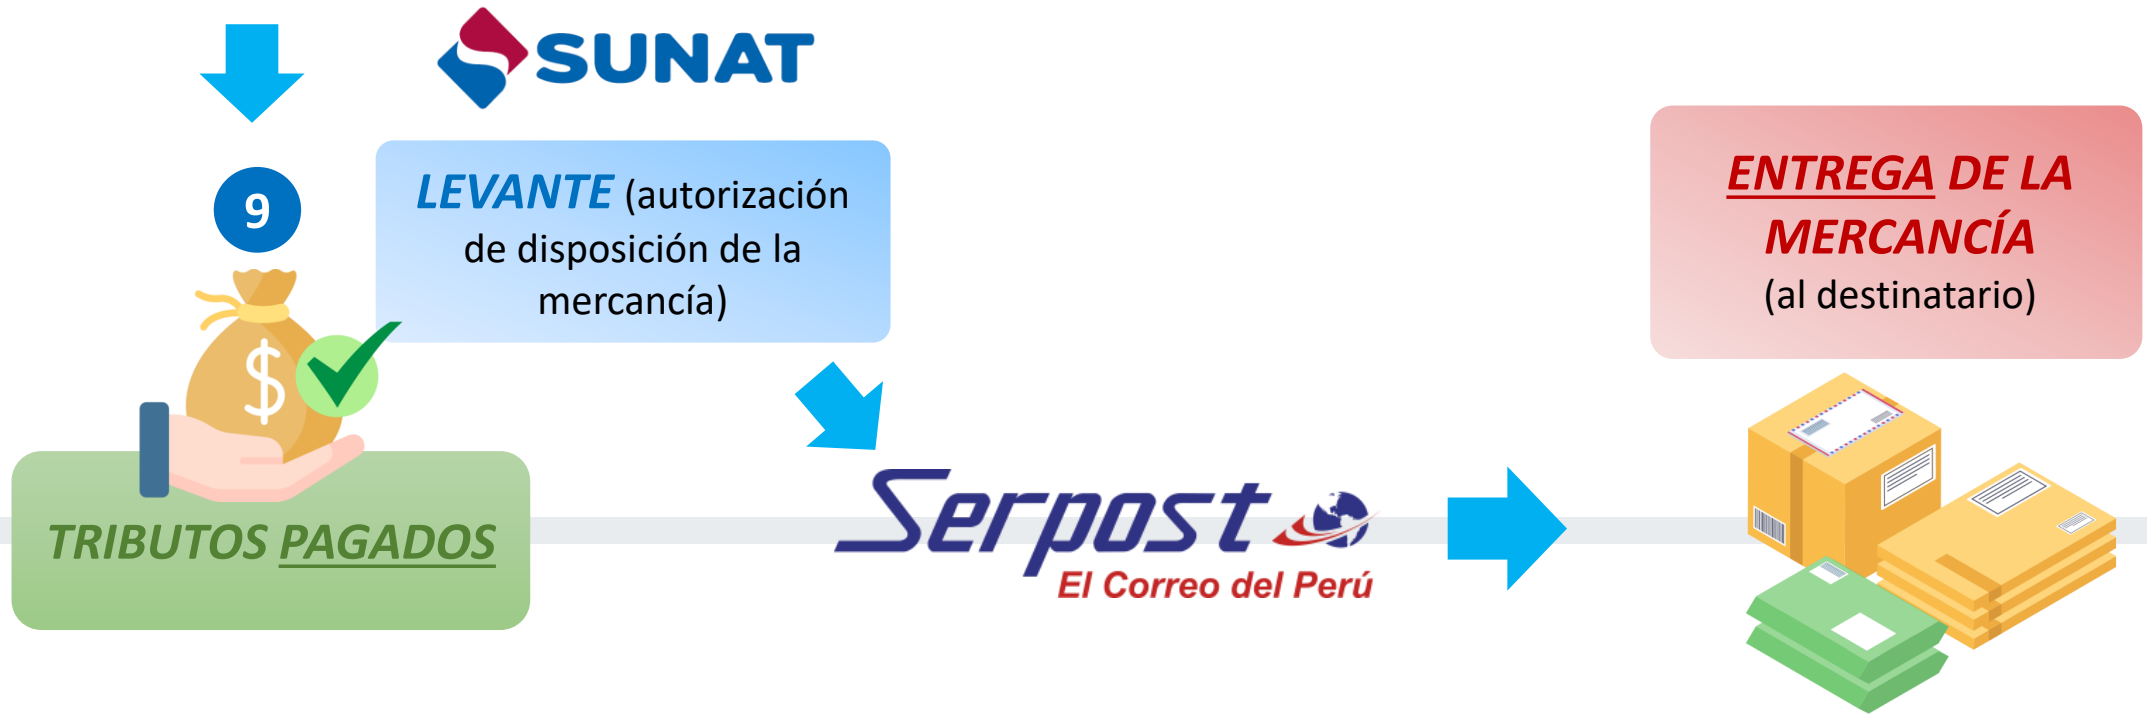 SUNAT
9
LEVANTE (autorización
de disposición de la
mercancía)
TRIBUTOS PAGADOS
$
Serpost
El Correo del Perú
ENTREGA DE LA
MERCANCÍA
(al destinatario)